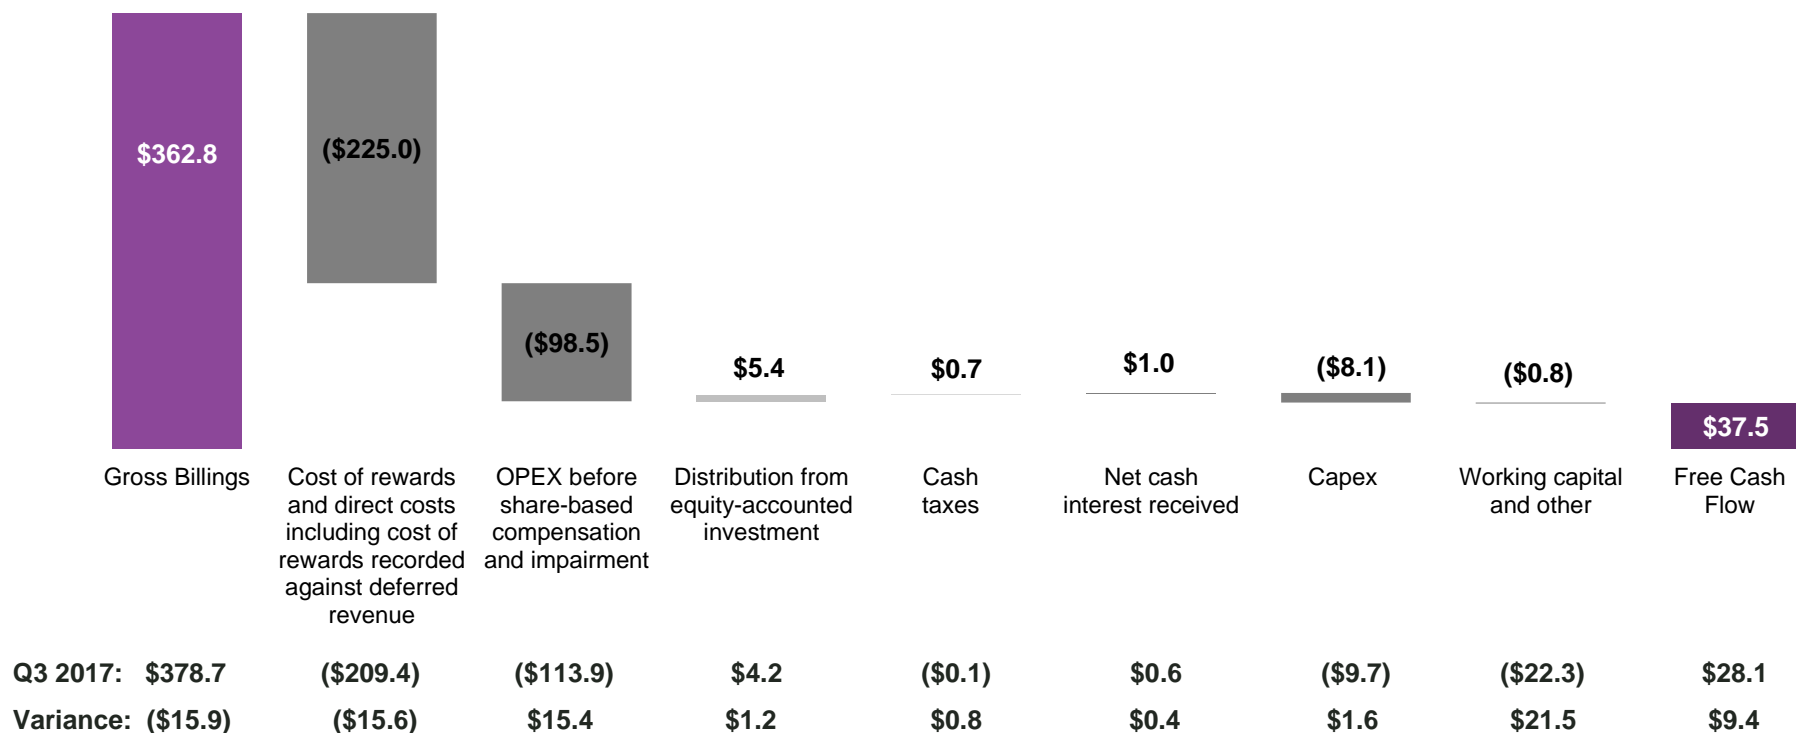 $362.8
($225.0)
($98.5)
$5.4
$0.7
$1.0
($8.1)
($0.8)
$37.5
Gross Billings
Cost of rewards
and direct costs
including cost of
rewards recorded
against deferred
revenue
OPEX before
share-based
compensation
and impairment
Distribution from
equity-accounted
investment
Cash
taxes
Net cash
interest received
Capex
Working capital
and other
Free Cash
Flow
Q3 2017: $378.7 ($209.4) ($113.9) $4.2 ($0.1) $0.6 ($9.7) ($22.3) $28.1
Variance: ($15.9) ($15.6) $15.4 $1.2 $0.8 $0.4 $1.6 $21.5 $9.4